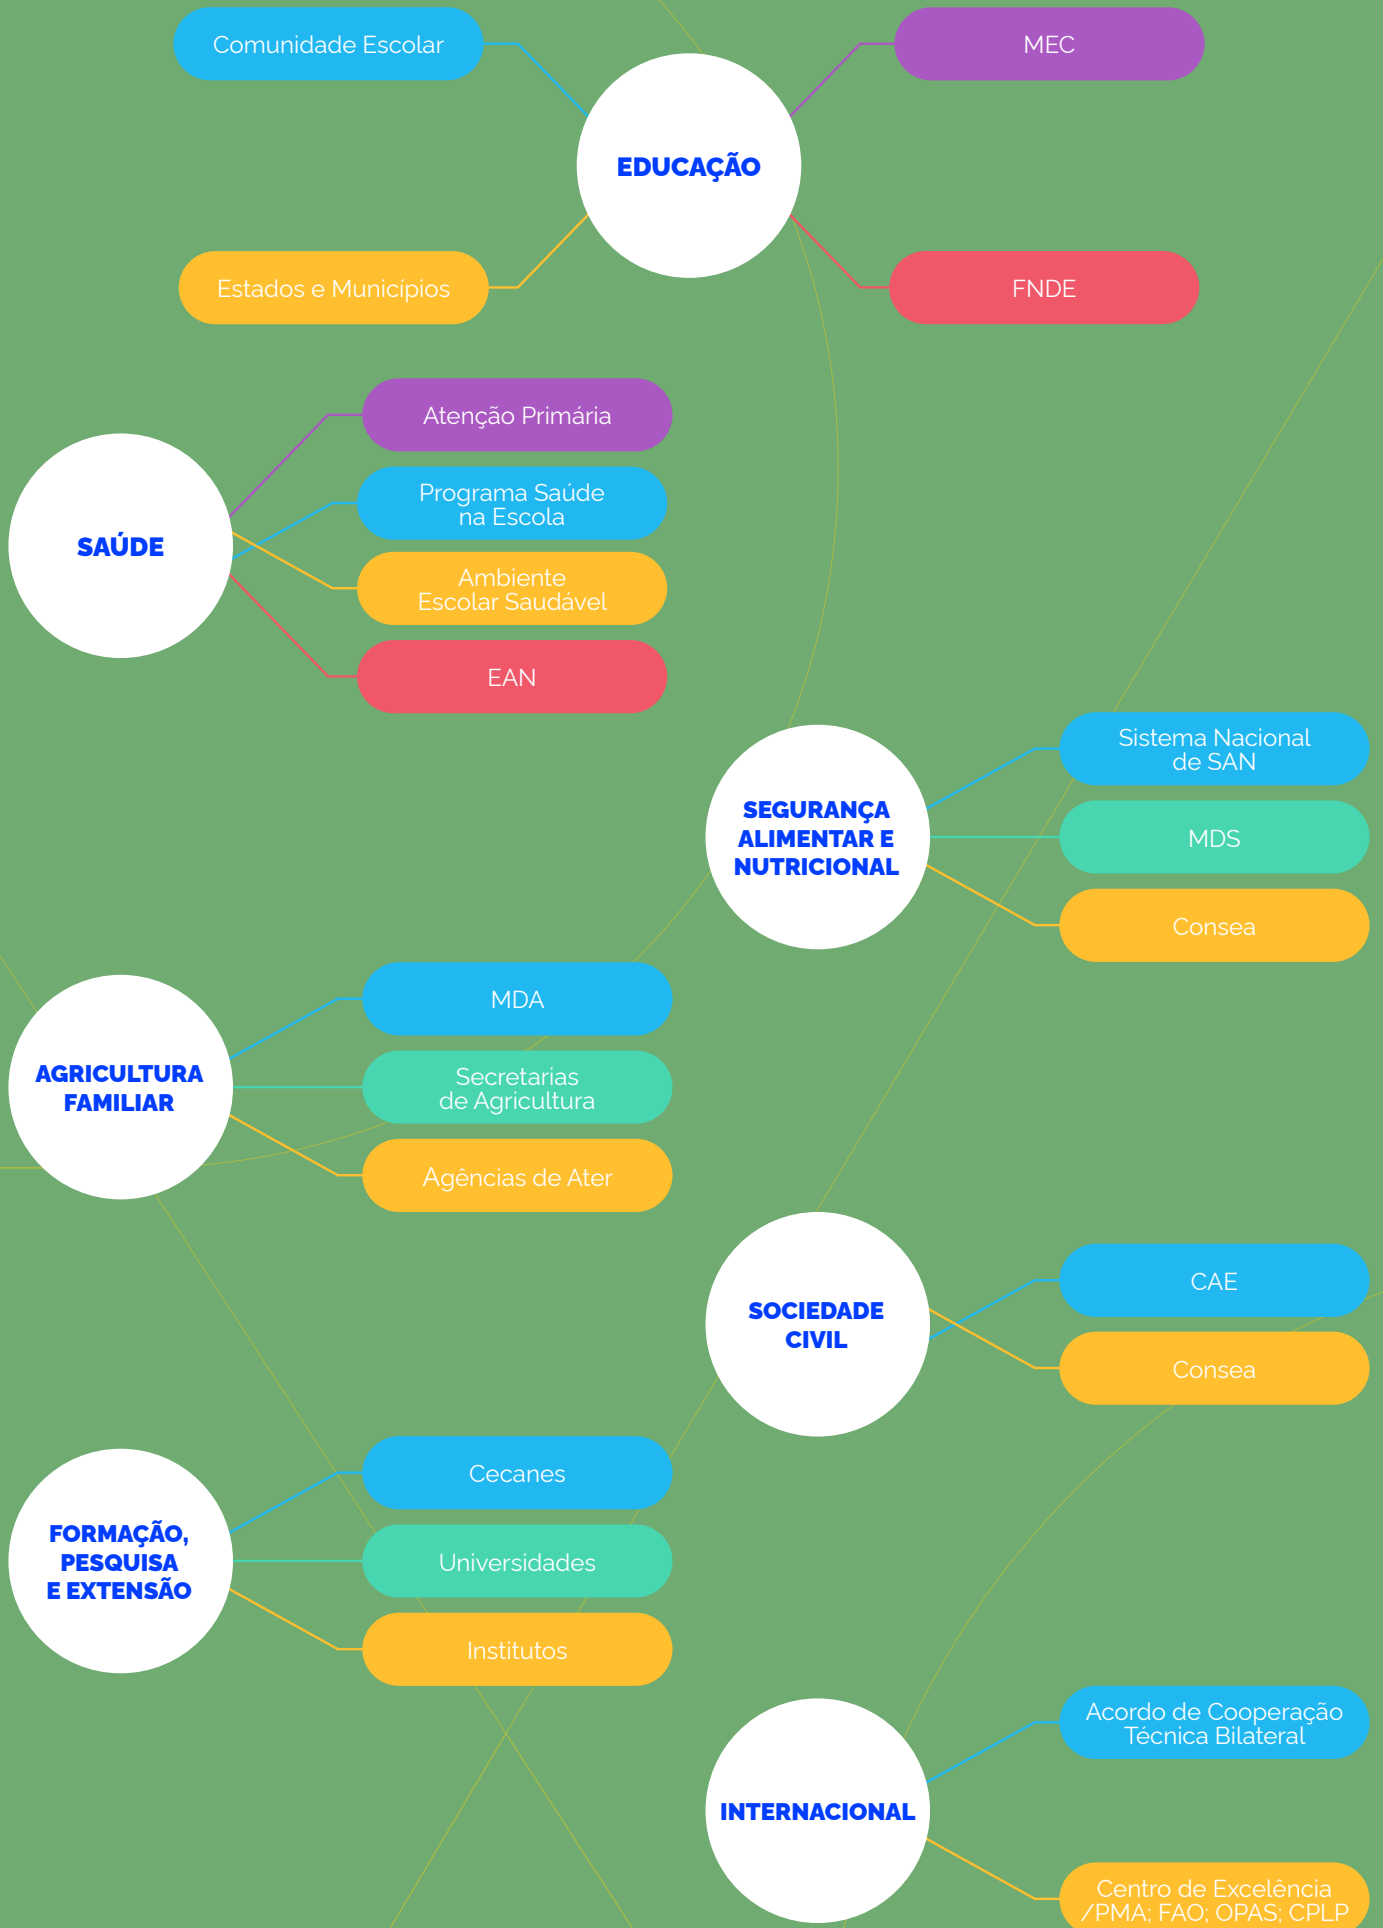 Comunidade Escolar
MEC
EDUCAÇÃO
Estados e Municípios
FNDE
Atenção Primária
Programa Saúde
na Escola
SAÚDE
Ambiente
Escolar Saudável
EAN
Sistema Nacional
de SAN
SEGURANÇA
ALIMENTAR E
NUTRICIONAL
MDS
Consea
MDA
AGRICULTURA
FAMILIAR
Secretarias
de Agricultura
Agências de Ater
CAE
SOCIEDADE
CIVIL
Consea
Cecanes
FORMAÇÃO,
PESQUISA
E EXTENSÃO
Universidades
Institutos
Acordo de Cooperação
Técnica Bilateral
INTERNACIONAL
Centro de Excelência
/PMA; FAO; OPAS; CPLP